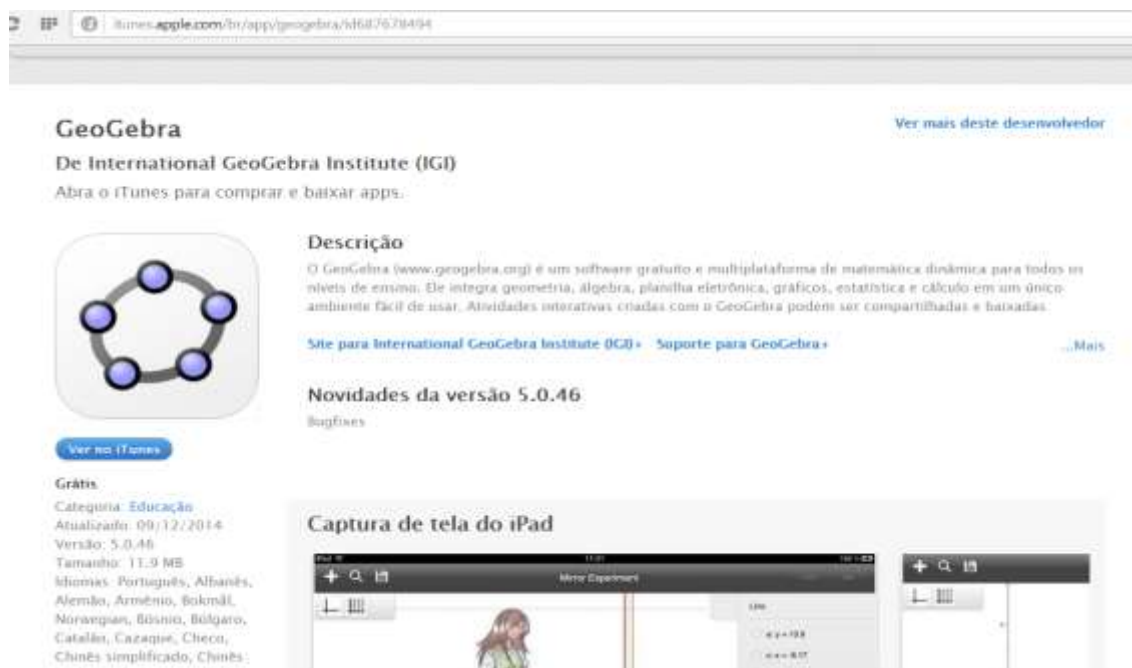 itunes.apple.com/br/app/geogebra/id687678494
GeoGebra
Ver mais deste desenvolvedor
De International GeoGebra Institute (IGI)
Abra o iTunes para comprar e baixar apps.
Descrição
O GeoGebra (www.geogebra.org) é um software gratuito e multiplataforma de matemática dinâmica para todos os
níveis de ensino. Ele integra geometria, álgebra, planilha eletrônica, gráficos, estatística e cálculo em um único
ambiente fácil de usar. Atividades interativas criadas com o GeoGebra podem ser compartilhadas e baixadas
Site para International GeoGebra Institute (IGI) Suporte para GeoGebra
...Mais
Novidades da versão 5.0.46
Bugfixes
Ver no iTunes
Grátis
Categoria: Educação
Atualizado: 09/12/2014
Versão: 5.0.46
Tamanho: 11.9 MB
Idiomas: Português, Albanês,
Alemão, Armênio, Bokmål,
Norwegian, Bósnio, Búlgaro,
Catalão, Cazaque, Checo,
Chinês simplificado, Chinês
Captura de tela do iPad
iPad
Mirror Experiment
Line